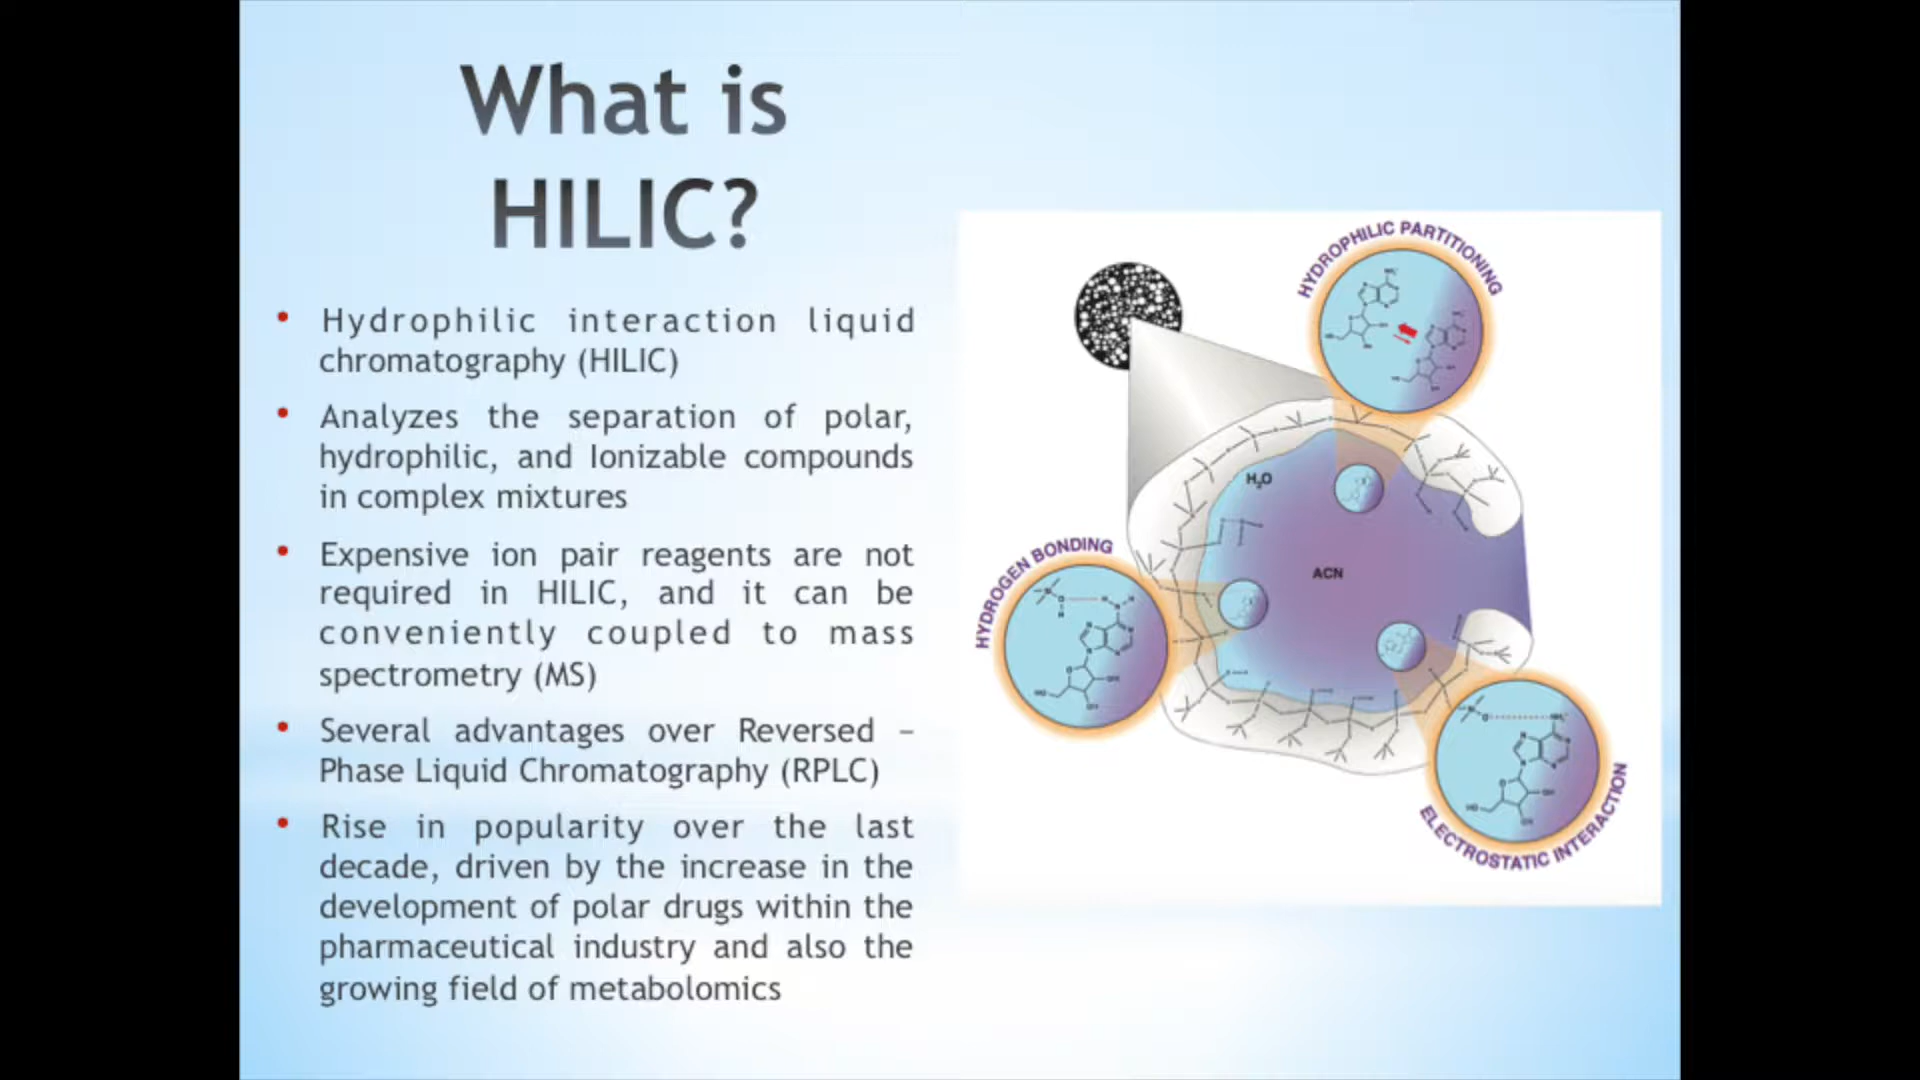 What is
HILIC?
• Hydrophilic interaction liquid
chromatography (HILIC)
• Analyzes the separation of polar,
hydrophilic, and Ionizable compounds
in complex mixtures
• Expensive ion pair reagents are not
required in HILIC, and it can be
conveniently coupled to mass
spectrometry (MS)
• Several advantages over Reversed –
Phase Liquid Chromatography (RPLC)
• Rise in popularity over the last
decade, driven by the increase in the
development of polar drugs within the
pharmaceutical industry and also the
growing field of metabolomics
HYDROPHILIC PARTITIONING
H₂O
ACN
HYDROGEN BONDING
ELECTROSTATIC INTERACTION